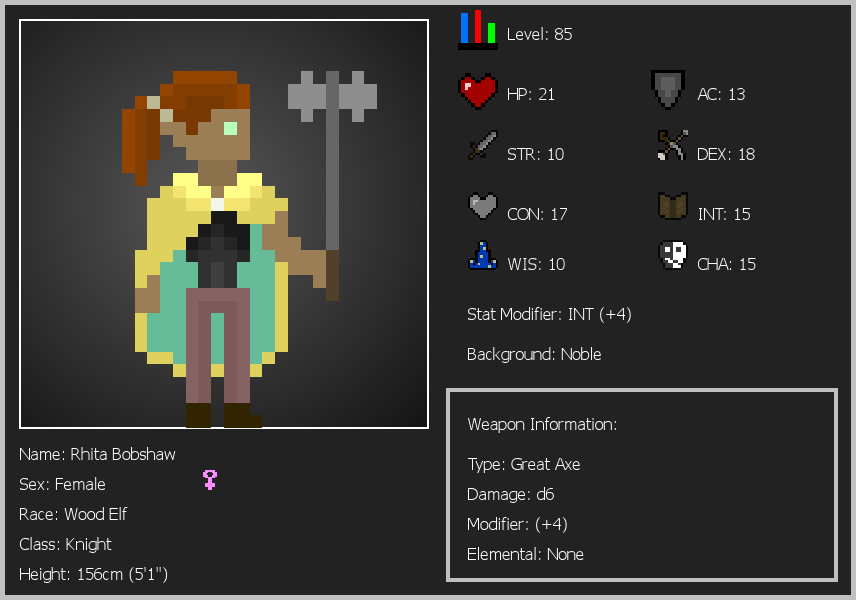 Level: 85
HP: 21
AC: 13
STR: 10
DEX: 18
CON: 17
INT: 15
WIS: 10
CHA: 15
Stat Modifier: INT (+4)
Background: Noble
Weapon Information:
Type: Great Axe
Damage: d6
Modifier: (+4)
Elemental: None
Name: Rhita Bobshaw
Sex: Female
Race: Wood Elf
Class: Knight
Height: 156cm (5'1")